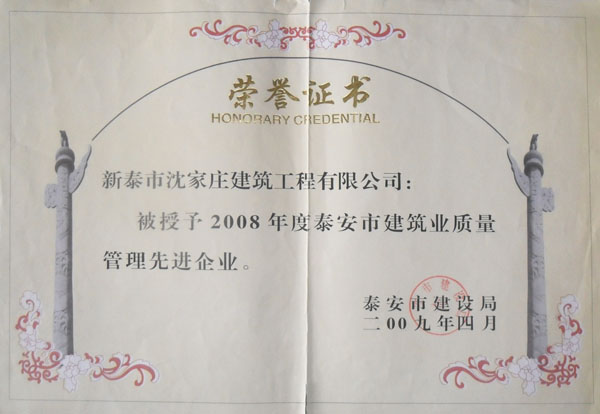 荣誉证书
HONORARY CREDENTIAL
新泰市沈家庄建筑工程有限公司：
被授予2008年度泰安市建筑业质量
管理先进企业。
泰安市建设局
二00九年四月